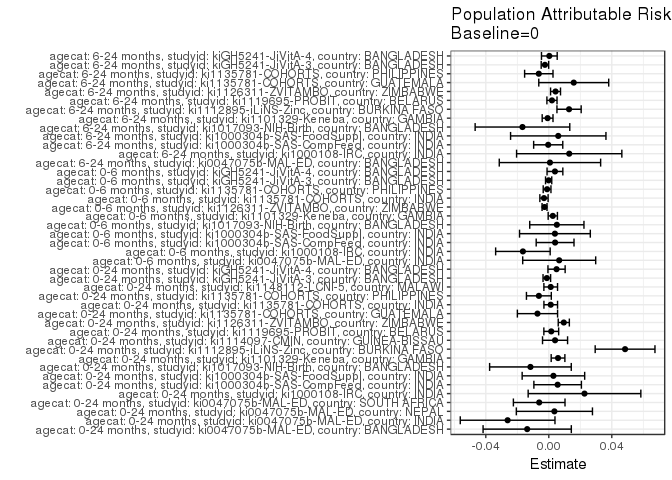 Population Attributable Risk
Baseline=0
agecat: 6-24 months, studyid: kiGH5241-JiVitA-4, country: BANGLADESH
agecat: 6-24 months, studyid: kiGH5241-JiVitA-3, country: BANGLADESH
agecat: 6-24 months, studyid: ki1135781-COHORTS, country: PHILIPPINES
agecat: 6-24 months, studyid: ki1135781-COHORTS, country: GUATEMALA
agecat: 6-24 months, studyid: ki1126311-ZVITAMBO, country: ZIMBABWE
agecat: 6-24 months, studyid: ki1119695-PROBIT, country: BELARUS
agecat: 6-24 months, studyid: ki1112895-iLiNS-Zinc, country: BURKINA FASO
agecat: 6-24 months, studyid: ki1101329-Keneba, country: GAMBIA
agecat: 6-24 months, studyid: ki1017093-NIH-Birth, country: BANGLADESH
agecat: 6-24 months, studyid: ki1000304b-SAS-FoodSuppl, country: INDIA
agecat: 6-24 months, studyid: ki1000304b-SAS-CompFeed, country: INDIA
agecat: 6-24 months, studyid: ki1000108-IRC, country: INDIA
agecat: 6-24 months, studyid: ki0047075b-MAL-ED, country: BANGLADESH
agecat: 0-6 months, studyid: kiGH5241-JiVitA-4, country: BANGLADESH
agecat: 0-6 months, studyid: kiGH5241-JiVitA-3, country: BANGLADESH
agecat: 0-6 months, studyid: ki1135781-COHORTS, country: PHILIPPINES
agecat: 0-6 months, studyid: ki1135781-COHORTS, country: INDIA
agecat: 0-6 months, studyid: ki1126311-ZVITAMBO, country: ZIMBABWE
agecat: 0-6 months, studyid: ki1101329-Keneba, country: GAMBIA
agecat: 0-6 months, studyid: ki1017093-NIH-Birth, country: BANGLADESH
agecat: 0-6 months, studyid: ki1000304b-SAS-FoodSuppl, country: INDIA
agecat: 0-6 months, studyid: ki1000304b-SAS-CompFeed, country: INDIA
agecat: 0-6 months, studyid: ki1000108-IRC, country: INDIA
agecat: 0-6 months, studyid: ki0047075b-MAL-ED, country: INDIA
agecat: 0-24 months, studyid: kiGH5241-JiVitA-4, country: BANGLADESH
agecat: 0-24 months, studyid: kiGH5241-JiVitA-3, country: BANGLADESH
agecat: 0-24 months, studyid: ki1148112-LCNI-5, country: MALAWI
agecat: 0-24 months, studyid: ki1135781-COHORTS, country: PHILIPPINES
agecat: 0-24 months, studyid: ki1135781-COHORTS, country: INDIA
agecat: 0-24 months, studyid: ki1135781-COHORTS, country: GUATEMALA
agecat: 0-24 months, studyid: ki1126311-ZVITAMBO, country: ZIMBABWE
agecat: 0-24 months, studyid: ki1119695-PROBIT, country: BELARUS
agecat: 0-24 months, studyid: ki1114097-CMIN, country: GUINEA-BISSAU
agecat: 0-24 months, studyid: ki1112895-iLiNS-Zinc, country: BURKINA FASO
agecat: 0-24 months, studyid: ki1101329-Keneba, country: GAMBIA
agecat: 0-24 months, studyid: ki1017093-NIH-Birth, country: BANGLADESH
agecat: 0-24 months, studyid: ki1000304b-SAS-FoodSuppl, country: INDIA
agecat: 0-24 months, studyid: ki1000304b-SAS-CompFeed, country: INDIA
agecat: 0-24 months, studyid: ki1000108-IRC, country: INDIA
agecat: 0-24 months, studyid: ki0047075b-MAL-ED, country: SOUTH AFRICA
agecat: 0-24 months, studyid: ki0047075b-MAL-ED, country: NEPAL
agecat: 0-24 months, studyid: ki0047075b-MAL-ED, country: INDIA
agecat: 0-24 months, studyid: ki0047075b-MAL-ED, country: BANGLADESH
-0.04 0.00 0.04
Estimate